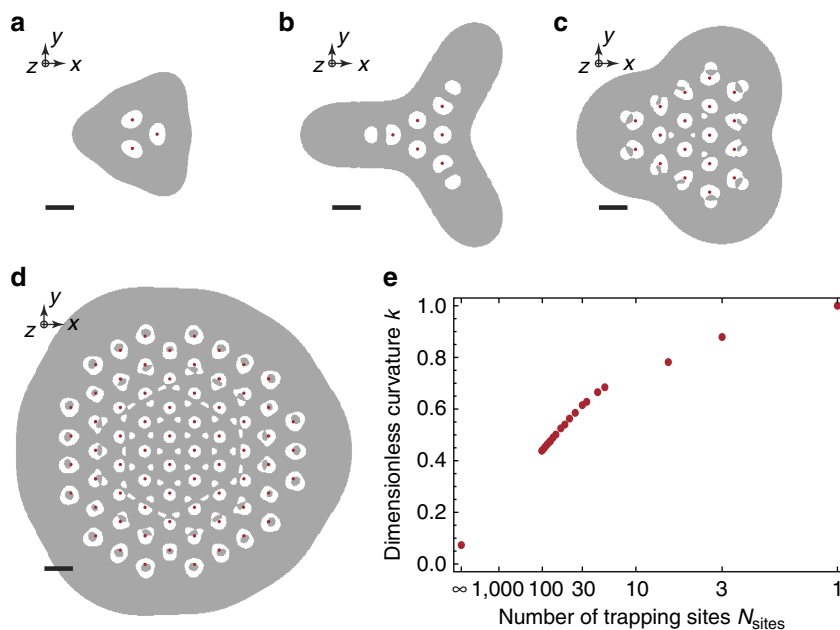 a
y
z x
b
y
z x
c
y
z x
d
y
z x
e
Dimensionless curvature k
1.0
0.8
0.6
0.4
0.2
0.0
∞ 1,000 100 30 10 3 1
Number of trapping sites Nsites